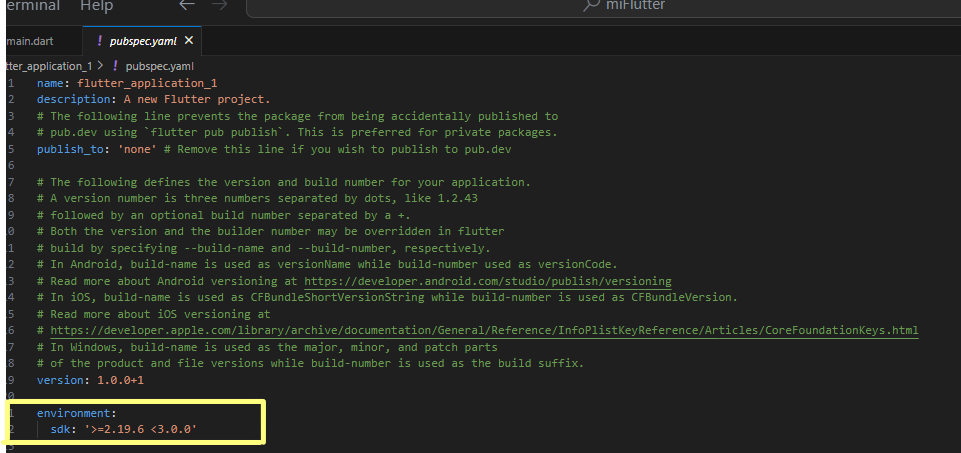 erminal Help miFlutter
main.dart ! pubspec.yaml ×
tter_application_1 > ! pubspec.yaml
1 name: flutter_application_1
2 description: A new Flutter project.
3 # The following line prevents the package from being accidentally published to
4 # pub.dev using `flutter pub publish`. This is preferred for private packages.
5 publish_to: 'none' # Remove this line if you wish to publish to pub.dev
6
7 # The following defines the version and build number for your application.
8 # A version number is three numbers separated by dots, like 1.2.43
9 # followed by an optional build number separated by a +.
0 # Both the version and the builder number may be overridden in flutter
1 # build by specifying --build-name and --build-number, respectively.
2 # In Android, build-name is used as versionName while build-number used as versionCode.
3 # Read more about Android versioning at https://developer.android.com/studio/publish/versioning
4 # In iOS, build-name is used as CFBundleShortVersionString while build-number is used as CFBundleVersion.
5 # Read more about iOS versioning at
6 # https://developer.apple.com/library/archive/documentation/General/Reference/InfoPlistKeyReference/Articles/CoreFoundationKeys.html
7 # In Windows, build-name is used as the major, minor, and patch parts
8 # of the product and file versions while build-number is used as the build suffix.
9 version: 1.0.0+1
0
1 environment:
2 sdk: '>=2.19.6 <3.0.0'
3